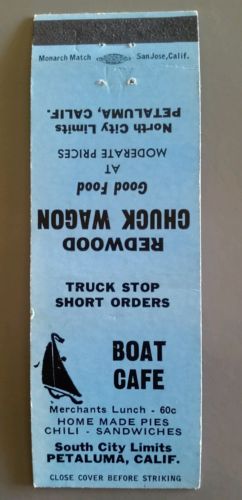 Monarch Match San Jose, Calif.
REDWOOD
CHUCK WAGON
Good Food
AT
MODERATE PRICES
North City Limits
PETALUMA, CALIF.
TRUCK STOP
SHORT ORDERS
BOAT
CAFE
Merchants Lunch - 60c
HOME MADE PIES
CHILI - SANDWICHES
South City Limits
PETALUMA, CALIF.
CLOSE COVER BEFORE STRIKING